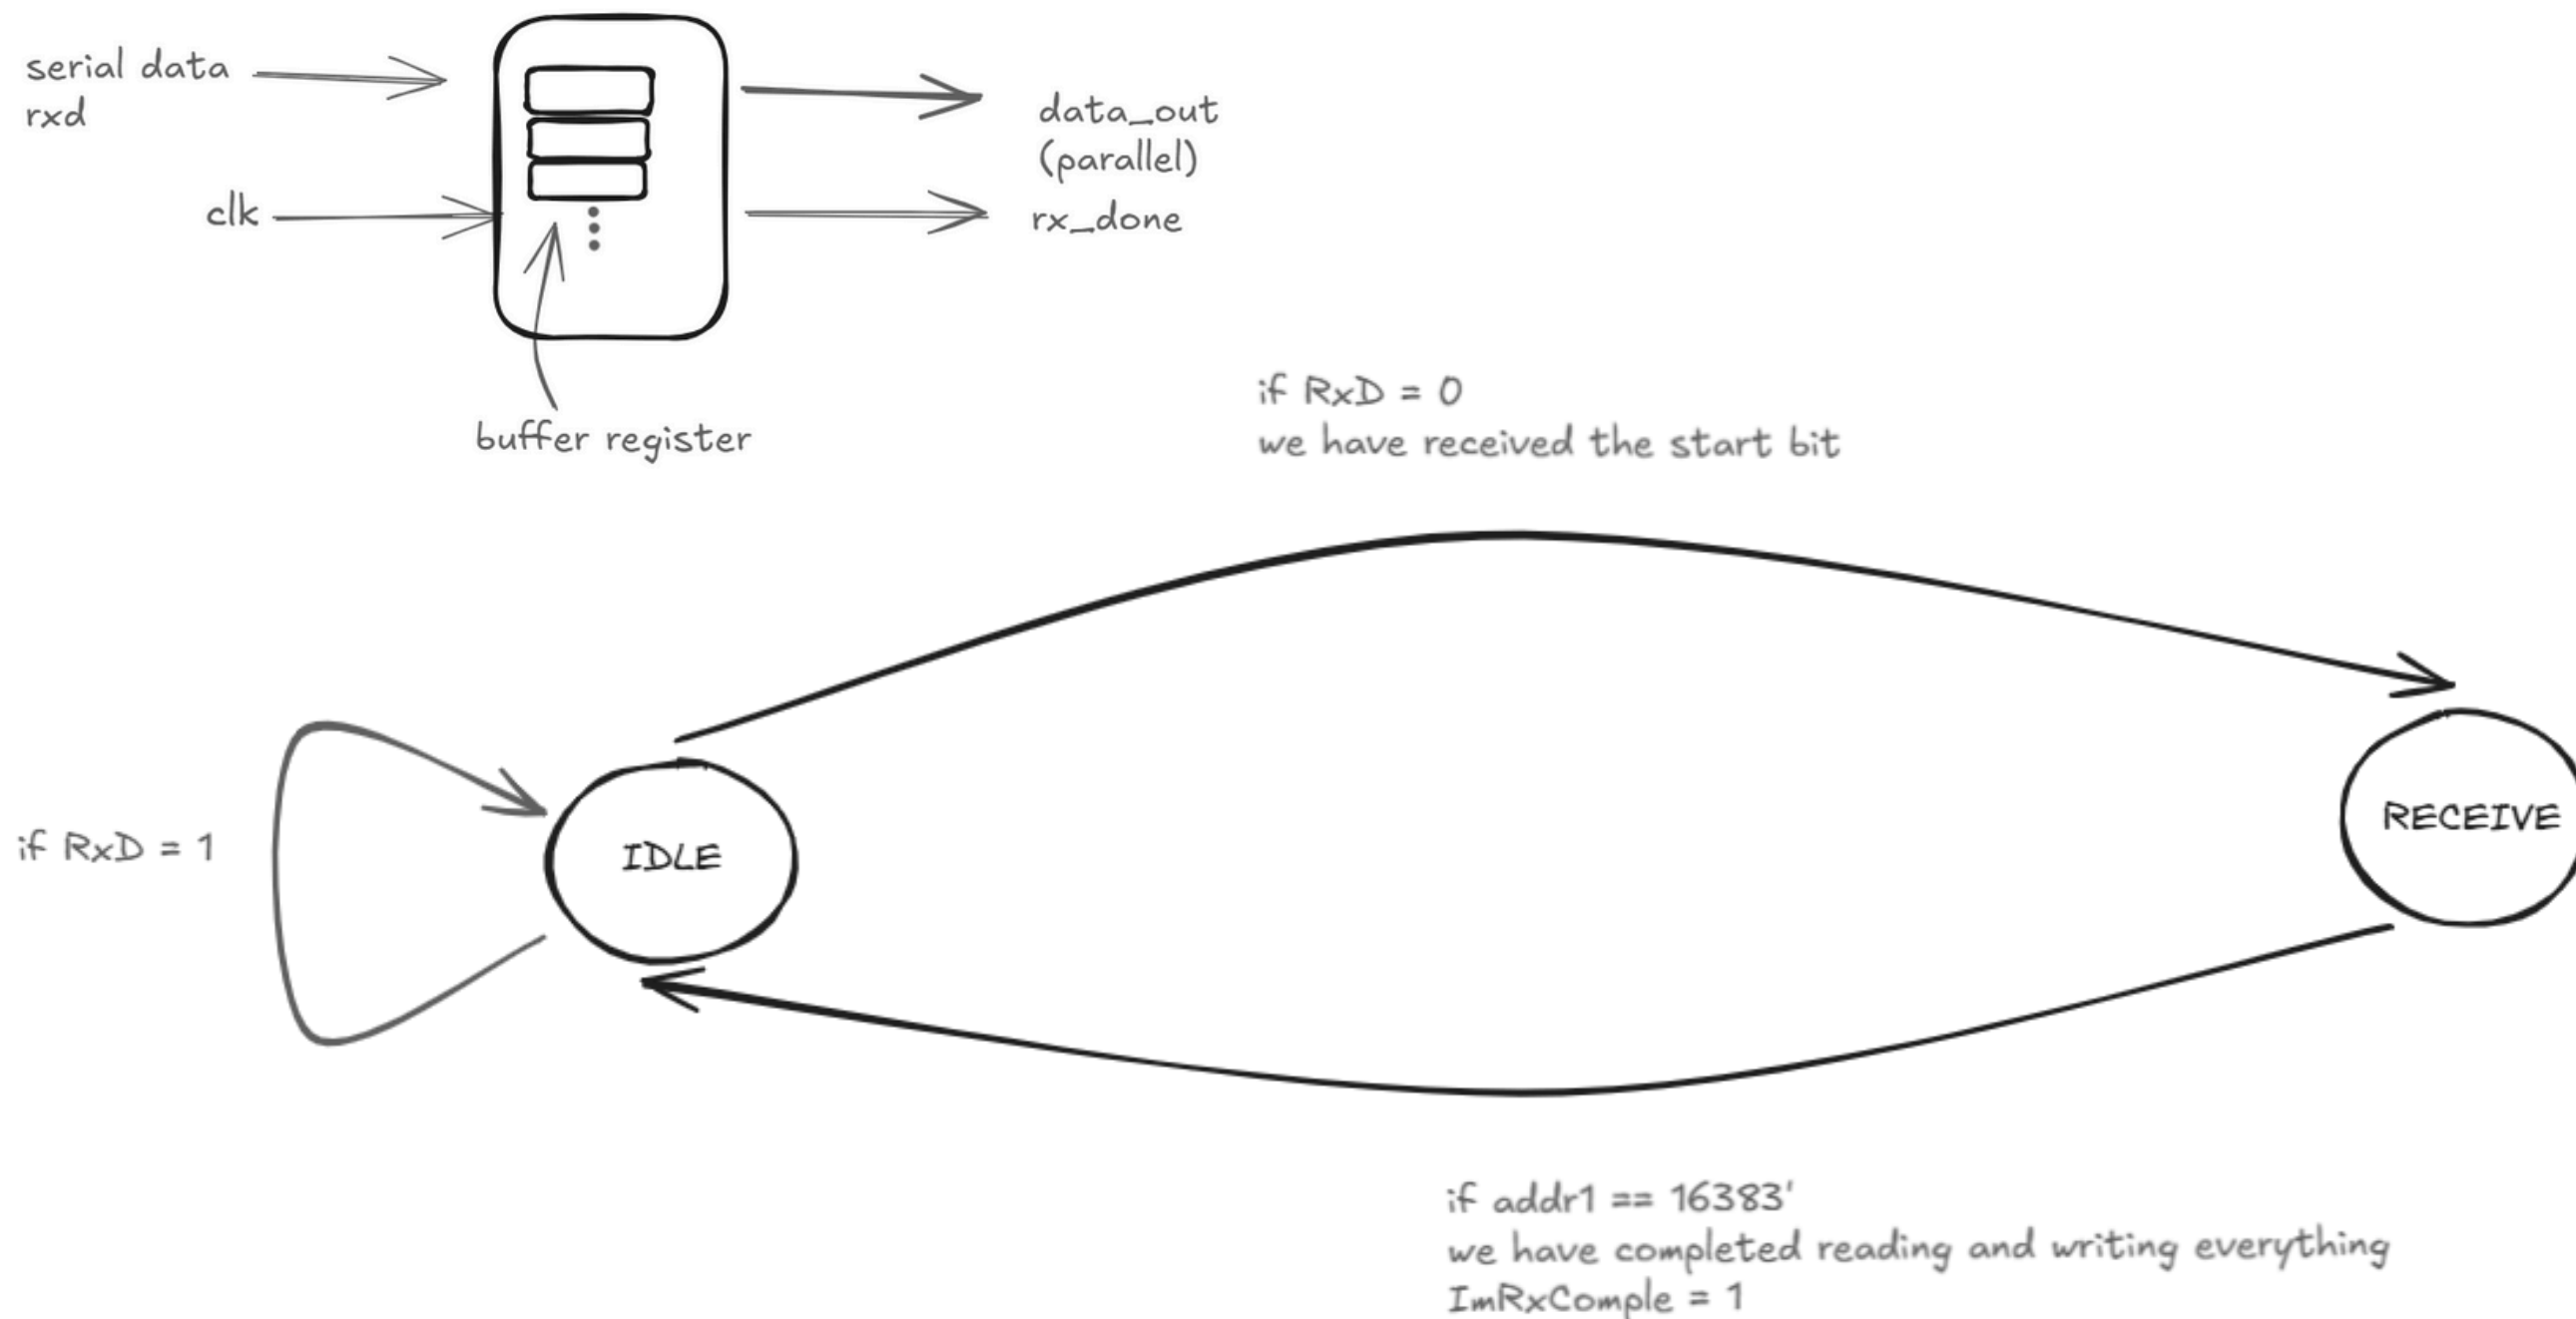 serial data
rxd
clk
buffer register
data_out
(parallel)
rx_done
if RxD = 0
we have received the start bit
if RxD = 1
IDLE
RECEIVE
if addr1 == 16383'
we have completed reading and writing everything
ImRxComple = 1